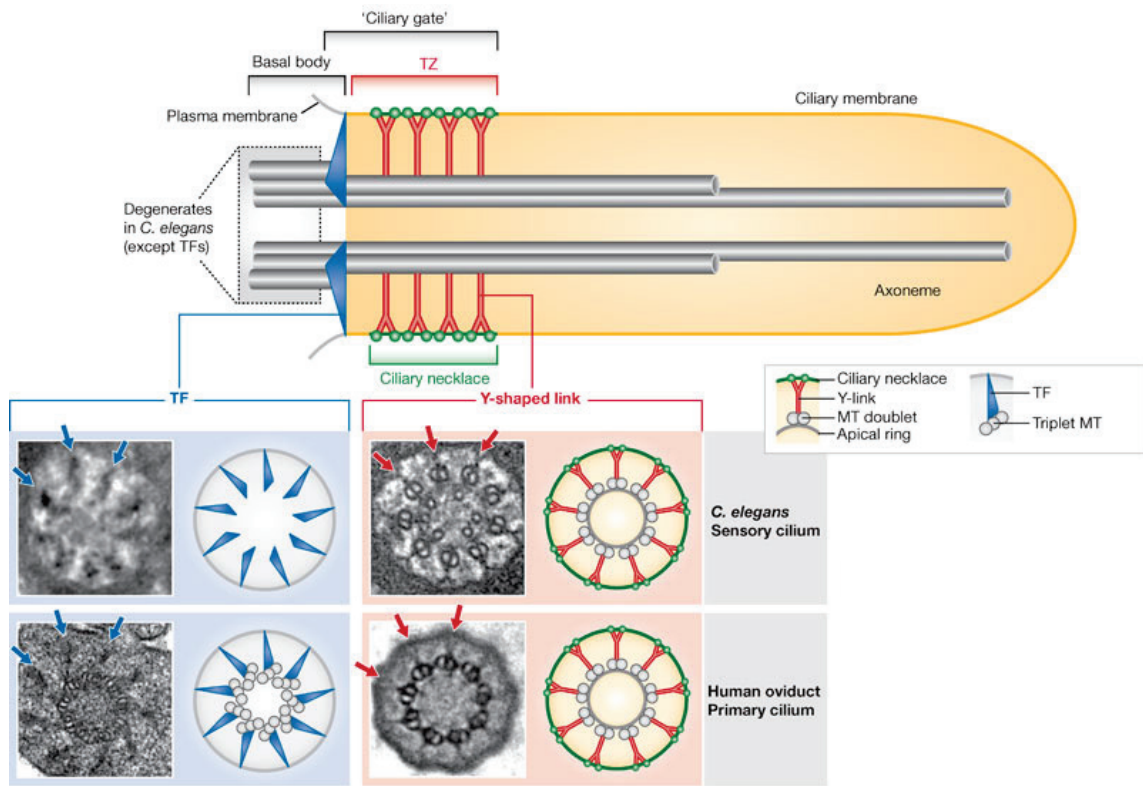 'Ciliary gate'
Basal body
TZ
Plasma membrane
Ciliary membrane
Degenerates
in C. elegans
(except TFs)
Axoneme
Ciliary necklace
TF
Y-shaped link
Ciliary necklace
Y-link
MT doublet
Apical ring
TF
Triplet MT
C. elegans
Sensory cilium
Human oviduct
Primary cilium